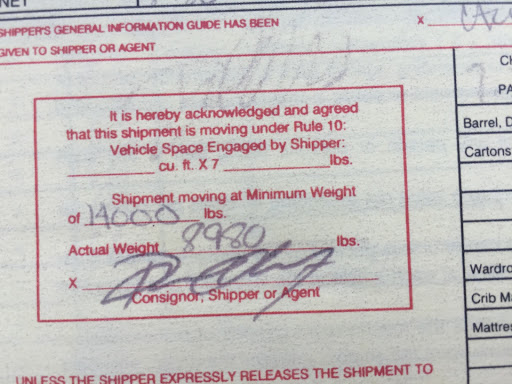 NET
SHIPPER'S GENERAL INFORMATION GUIDE HAS BEEN
GIVEN TO SHIPPER OR AGENT
X
It is hereby acknowledged and agreed
that this shipment is moving under Rule 10:
Vehicle Space Engaged by Shipper:
cu. ft. X 7 lbs.
Shipment moving at Minimum Weight
of 14000 lbs.
Actual Weight 8980 lbs.
X
Consignor, Shipper or Agent
UNLESS THE SHIPPER EXPRESSLY RELEASES THE SHIPMENT TO
Barrel, D
Cartons
Wardro
Crib Ma
Mattres